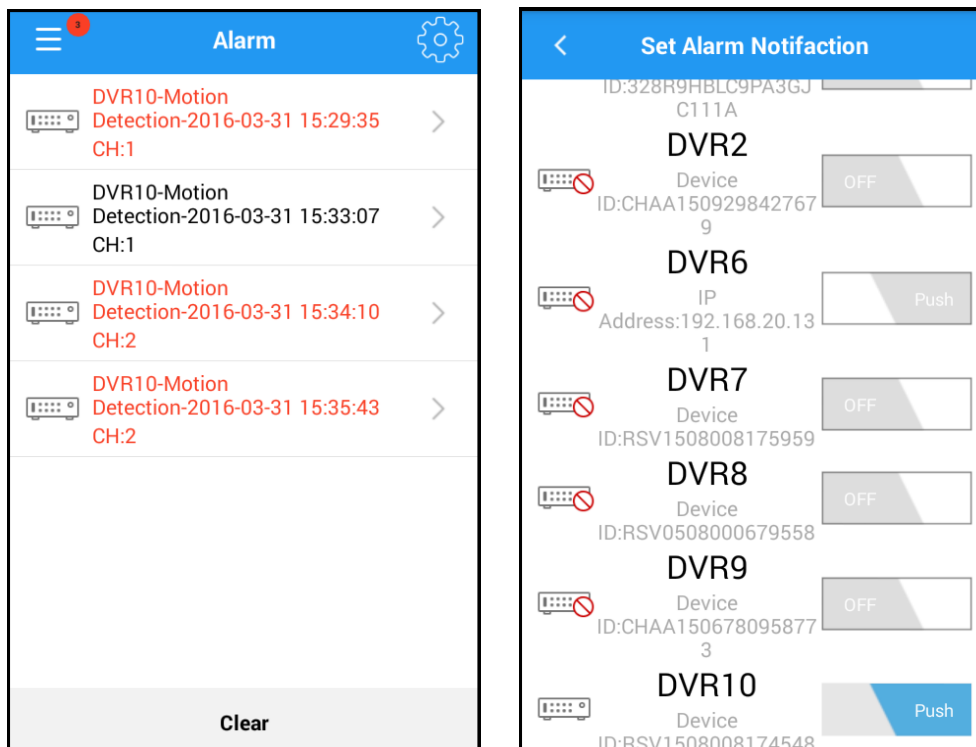 3
Alarm
DVR10-Motion
Detection-2016-03-31 15:29:35
CH:1
DVR10-Motion
Detection-2016-03-31 15:33:07
CH:1
DVR10-Motion
Detection-2016-03-31 15:34:10
CH:2
DVR10-Motion
Detection-2016-03-31 15:35:43
CH:2
Clear
Set Alarm Notifaction
ID:328R9HBLC9PA3GJ
C111A
DVR2
Device
ID:CHAA150929842767
9
OFF
DVR6
IP
Address:192.168.20.13
1
Push
DVR7
Device
ID:RSV1508008175959
OFF
DVR8
Device
ID:RSV0508000679558
OFF
DVR9
Device
ID:CHAA150678095877
3
OFF
DVR10
Device
ID:RSV1508008174548
Push